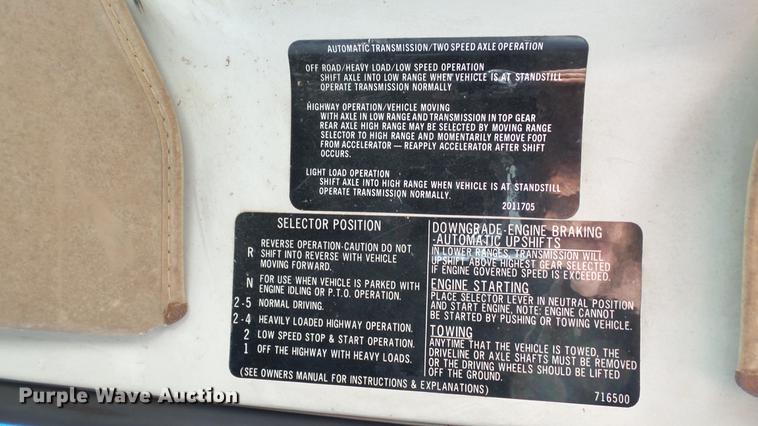 AUTOMATIC TRANSMISSION/TWO SPEED AXLE OPERATION
OFF ROAD/HEAVY LOAD/LOW SPEED OPERATION
SHIFT AXLE INTO LOW RANGE WHEN VEHICLE IS AT STANDSTILL
OPERATE TRANSMISSION NORMALLY
HIGHWAY OPERATION/VEHICLE MOVING
WITH AXLE IN LOW RANGE AND TRANSMISSION IN TOP GEAR
REAR AXLE HIGH RANGE MAY BE SELECTED BY MOVING RANGE
SELECTOR TO HIGH RANGE AND MOMENTARILY REMOVE FOOT
FROM ACCELERATOR — REAPPLY ACCELERATOR AFTER SHIFT
OCCURS.
LIGHT LOAD OPERATION
SHIFT AXLE INTO HIGH RANGE WHEN VEHICLE IS AT STANDSTILL
OPERATE TRANSMISSION NORMALLY.
2011705
SELECTOR POSITION
R REVERSE OPERATION-CAUTION DO NOT
SHIFT INTO REVERSE WITH VEHICLE
MOVING FORWARD.
N FOR USE WHEN VEHICLE IS PARKED WITH
ENGINE IDLING OR P.T.O. OPERATION.
2-5 NORMAL DRIVING.
2-4 HEAVILY LOADED HIGHWAY OPERATION.
2 LOW SPEED STOP & START OPERATION.
1 OFF THE HIGHWAY WITH HEAVY LOADS.
(SEE OWNERS MANUAL FOR INSTRUCTIONS & EXPLANATIONS)
DOWNGRADE-ENGINE BRAKING
-AUTOMATIC UPSHIFTS
IN LOWER RANGES, TRANSMISSION WILL
UPSHIFT ABOVE HIGHEST GEAR SELECTED
IF ENGINE GOVERNED SPEED IS EXCEEDED.
ENGINE STARTING
PLACE SELECTOR LEVER IN NEUTRAL POSITION
AND START ENGINE, NOTE: ENGINE CANNOT
BE STARTED BY PUSHING OR TOWING VEHICLE.
TOWING
ANYTIME THAT THE VEHICLE IS TOWED, THE
DRIVELINE OR AXLE SHAFTS MUST BE REMOVED
OR THE DRIVING WHEELS SHOULD BE LIFTED
OFF THE GROUND.
716500
Purple Wave Auction